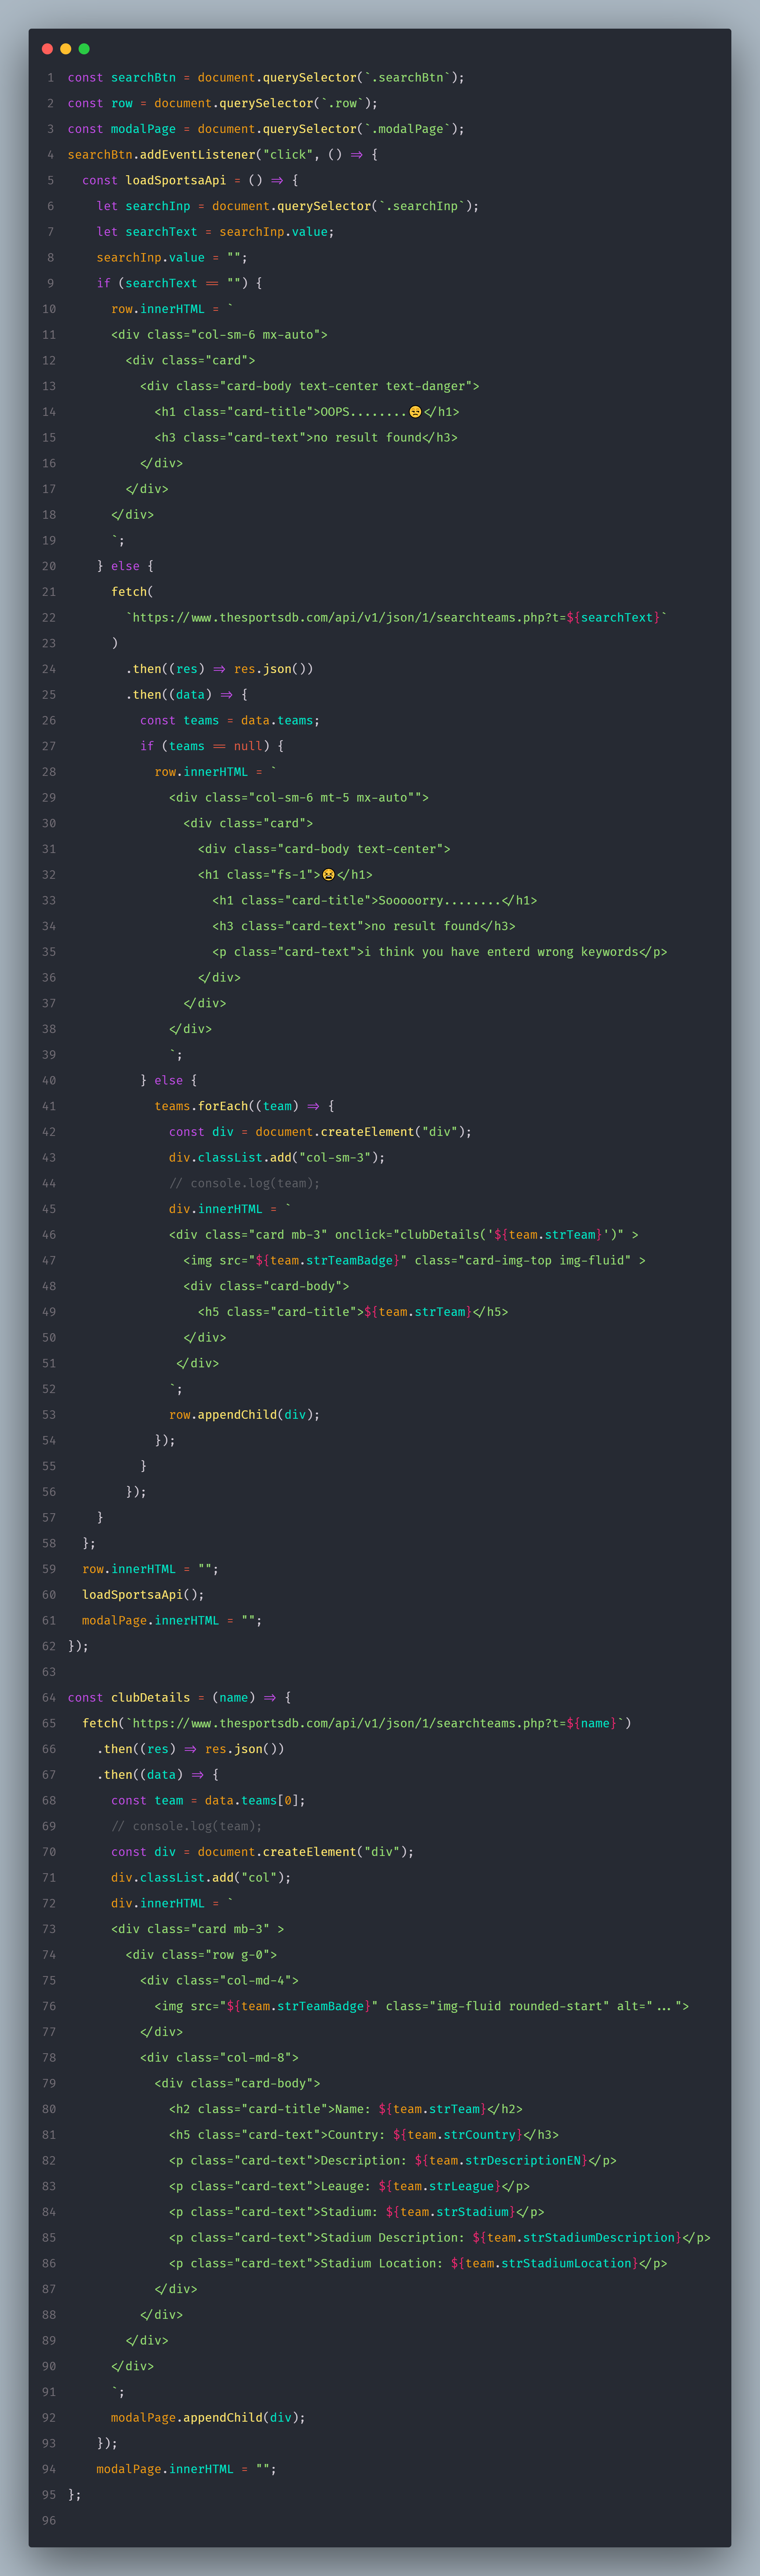 1 const searchBtn = document.querySelector(`.searchBtn`);
2 const row = document.querySelector(`.row`);
3 const modalPage = document.querySelector(`.modalPage`);
4 searchBtn.addEventListener("click", () => {
5   const loadSportsaApi = () => {
6     let searchInp = document.querySelector(`.searchInp`);
7     let searchText = searchInp.value;
8     searchInp.value = "";
9     if (searchText == "") {
10       row.innerHTML = `
11       <div class="col-sm-6 mx-auto">
12         <div class="card">
13           <div class="card-body text-center text-danger">
14             <h1 class="card-title">OOPS........😣</h1>
15             <h3 class="card-text">no result found</h3>
16           </div>
17         </div>
18       </div>
19       `;
20     } else {
21       fetch(
22         `https://www.thesportsdb.com/api/v1/json/1/searchteams.php?t=${searchText}`
23       )
24         .then((res) => res.json())
25         .then((data) => {
26           const teams = data.teams;
27           if (teams == null) {
28             row.innerHTML = `
29               <div class="col-sm-6 mt-5 mx-auto"">
30                 <div class="card">
31                   <div class="card-body text-center">
32                   <h1 class="fs-1">😫</h1>
33                     <h1 class="card-title">Sooooorry........</h1>
34                     <h3 class="card-text">no result found</h3>
35                     <p class="card-text">i think you have enterd wrong keywords</p>
36                   </div>
37                 </div>
38               </div>
39               `;
40           } else {
41             teams.forEach((team) => {
42               const div = document.createElement("div");
43               div.classList.add("col-sm-3");
44               // console.log(team);
45               div.innerHTML = `
46               <div class="card mb-3" onclick="clubDetails('${team.strTeam}')" >
47                 <img src="${team.strTeamBadge}" class="card-img-top img-fluid" >
48                 <div class="card-body">
49                   <h5 class="card-title">${team.strTeam}</h5>
50                 </div>
51                </div>
52               `;
53               row.appendChild(div);
54             });
55           }
56         });
57     }
58   };
59   row.innerHTML = "";
60   loadSportsaApi();
61   modalPage.innerHTML = "";
62 });
63
64 const clubDetails = (name) => {
65   fetch(`https://www.thesportsdb.com/api/v1/json/1/searchteams.php?t=${name}`)
66     .then((res) => res.json())
67     .then((data) => {
68       const team = data.teams[0];
69       // console.log(team);
70       const div = document.createElement("div");
71       div.classList.add("col");
72       div.innerHTML = `
73       <div class="card mb-3" >
74         <div class="row g-0">
75           <div class="col-md-4">
76             <img src="${team.strTeamBadge}" class="img-fluid rounded-start" alt="...">
77           </div>
78           <div class="col-md-8">
79             <div class="card-body">
80               <h2 class="card-title">Name: ${team.strTeam}</h2>
81               <h5 class="card-text">Country: ${team.strCountry}</h3>
82               <p class="card-text">Description: ${team.strDescriptionEN}</p>
83               <p class="card-text">Leauge: ${team.strLeague}</p>
84               <p class="card-text">Stadium: ${team.strStadium}</p>
85               <p class="card-text">Stadium Description: ${team.strStadiumDescription}</p>
86               <p class="card-text">Stadium Location: ${team.strStadiumLocation}</p>
87             </div>
88           </div>
89         </div>
90       </div>
91       `;
92       modalPage.appendChild(div);
93     });
94     modalPage.innerHTML = "";
95 };
96